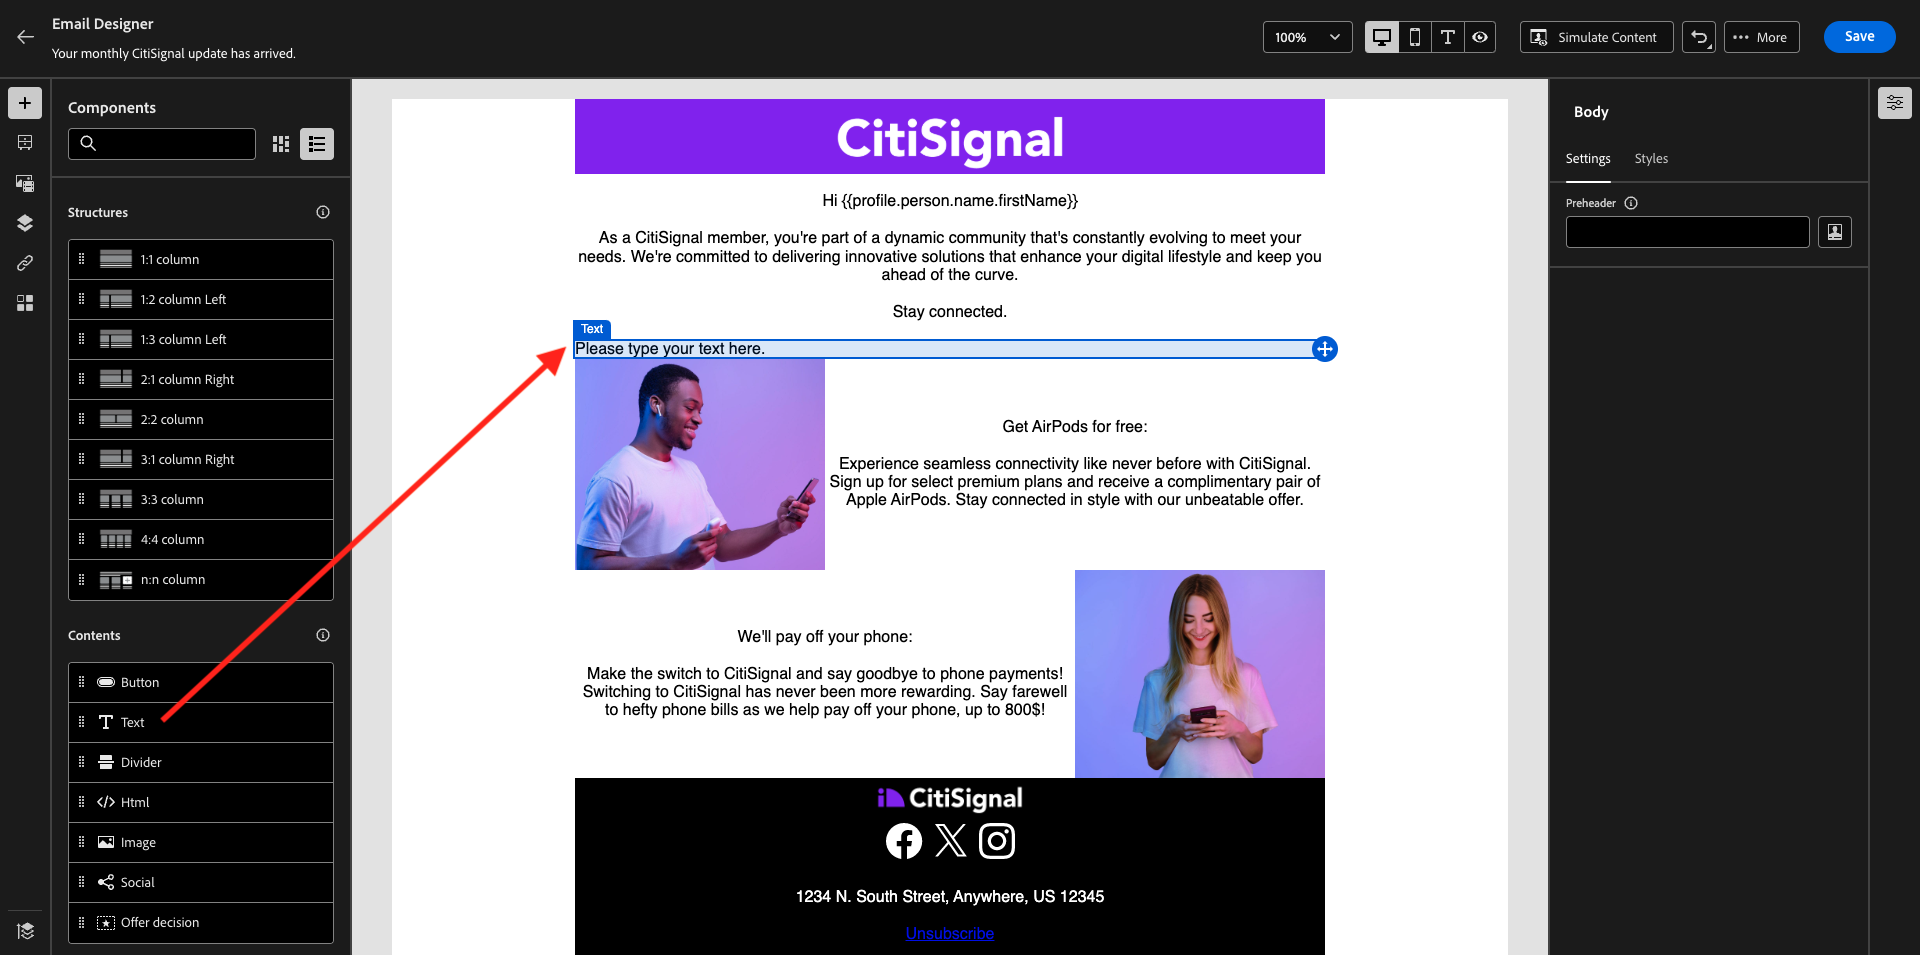 Email Designer
Your monthly CitiSignal update has arrived.
100%
Simulate Content
More
Save
Components
Structures
1:1 column
1:2 column Left
1:3 column Left
2:1 column Right
2:2 column
3:1 column Right
3:3 column
4:4 column
n:n column
Contents
Button
Text
Divider
Html
Image
Social
Offer decision
CitiSignal
Hi {{profile.person.name.firstName}}
As a CitiSignal member, you're part of a dynamic community that's constantly evolving to meet your
needs. We're committed to delivering innovative solutions that enhance your digital lifestyle and keep you
ahead of the curve.
Stay connected.
Text
Please type your text here.
Get AirPods for free:
Experience seamless connectivity like never before with CitiSignal.
Sign up for select premium plans and receive a complimentary pair of
Apple AirPods. Stay connected in style with our unbeatable offer.
We'll pay off your phone:
Make the switch to CitiSignal and say goodbye to phone payments!
Switching to CitiSignal has never been more rewarding. Say farewell
to hefty phone bills as we help pay off your phone, up to 800$!
CitiSignal
1234 N. South Street, Anywhere, US 12345
Unsubscribe
Body
Settings
Styles
Preheader